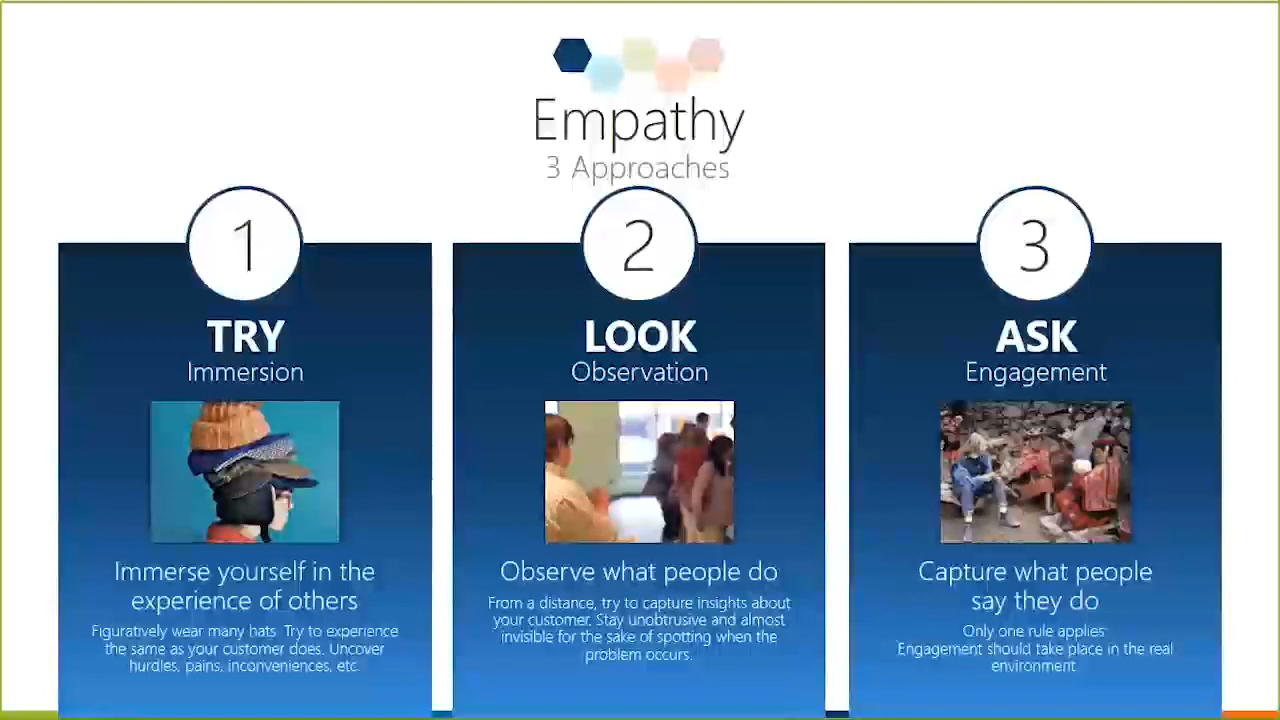 Empathy
3 Approaches
1
TRY
Immersion
Immerse yourself in the
experience of others
Figuratively wear many hats. Try to experience
the same as your customer does. Uncover
hurdles, pains, inconveniences, etc.
2
LOOK
Observation
Observe what people do
From a distance, try to capture insights about
your customer. Stay unobtrusive and almost
invisible for the sake of spotting when the
problem occurs.
3
ASK
Engagement
Capture what people
say they do
Only one rule applies:
Engagement should take place in the real
environment